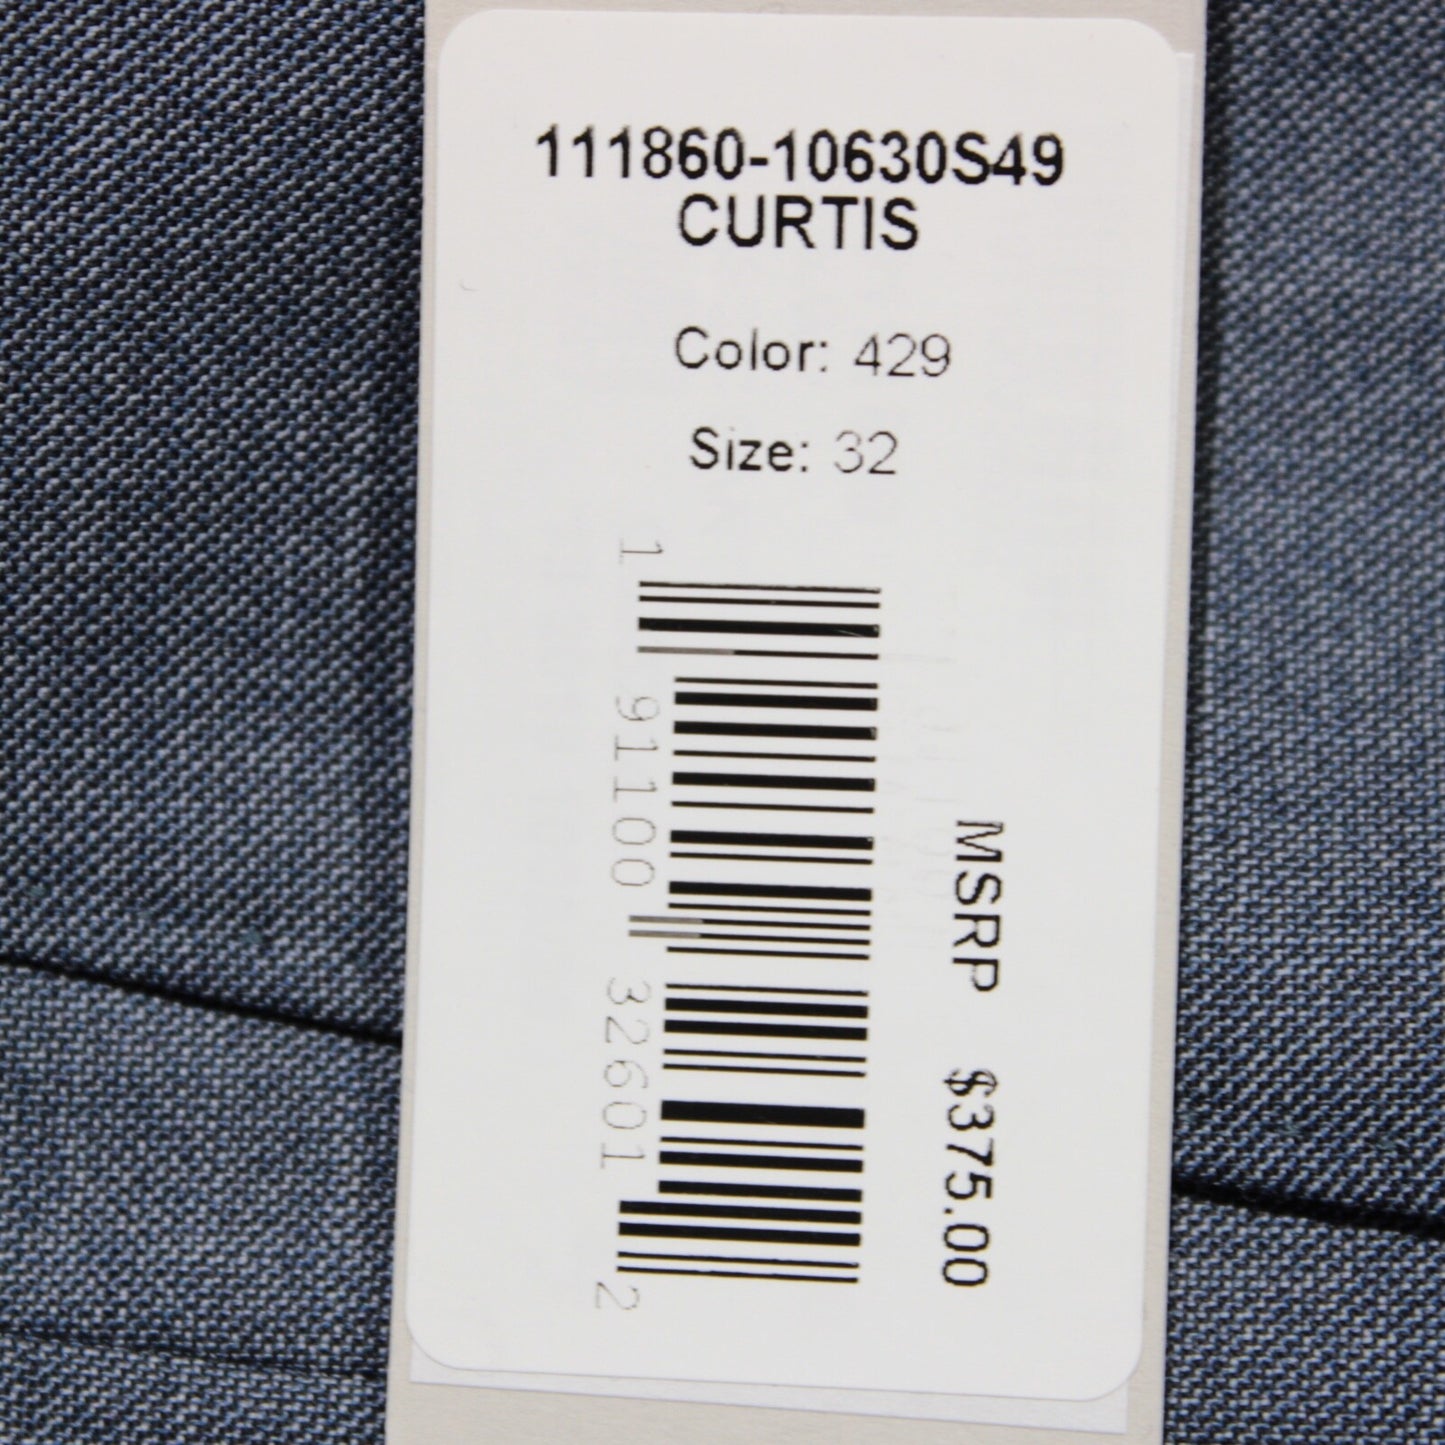 111860-10630S49
CURTIS
Color: 429
Size: 32
1 91100 32601 2
MSRP $375.00